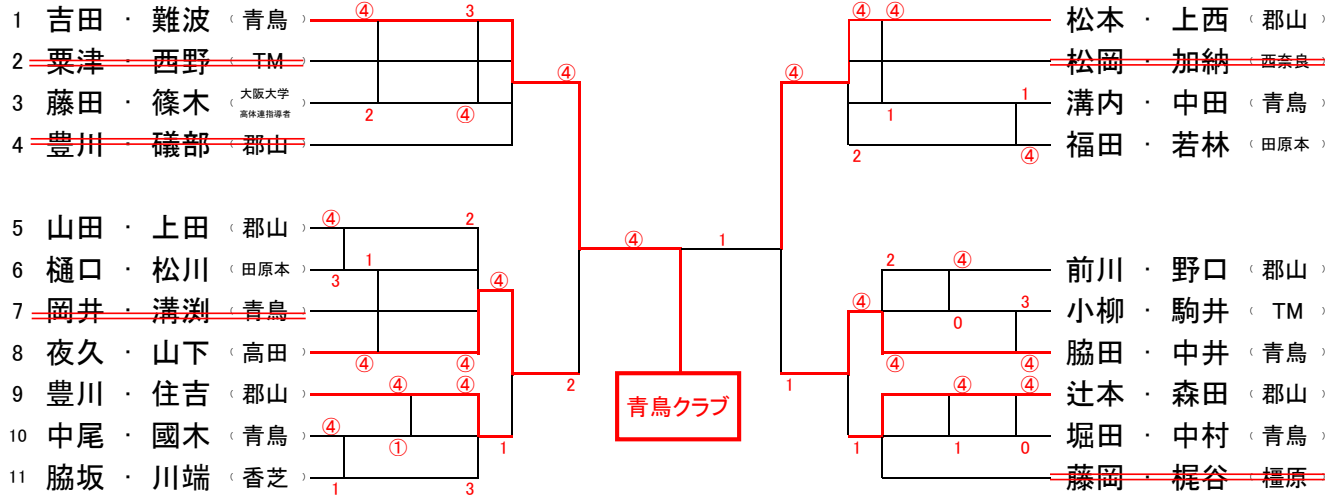 1 吉田 ・ 難波 （青鳥） ④ 3
2 粟津 ・ 西野 （TM）
3 藤田 ・ 篠木 （大阪大学 高体連指導者） 2 ④
4 豊川 ・ 礒部 （郡山）
④
5 山田 ・ 上田 （郡山） ④ 2
6 樋口 ・ 松川 （田原本） 3 1
7 岡井 ・ 溝渕 （青鳥）
④
8 夜久 ・ 山下 （高田） ④ ④
9 豊川 ・ 住吉 （郡山） ④ ④
10 中尾 ・ 國木 （青鳥） ④ ① 1
11 脇坂 ・ 川端 （香芝） 1 3
2
④ 1
青鳥クラブ
④ ④ 松本 ・ 上西 （郡山）
④
松岡 ・ 加納 （西奈良）
1 1 溝内 ・ 中田 （青鳥）
2 ④ 福田 ・ 若林 （田原本）
2 ④ 前川 ・ 野口 （郡山）
④ 0 3 小柳 ・ 駒井 （TM）
1 ④ ④ 脇田 ・ 中井 （青鳥）
④ ④ 辻本 ・ 森田 （郡山）
1 1 0 堀田 ・ 中村 （青鳥）
藤岡 ・ 梶谷 （橿原）